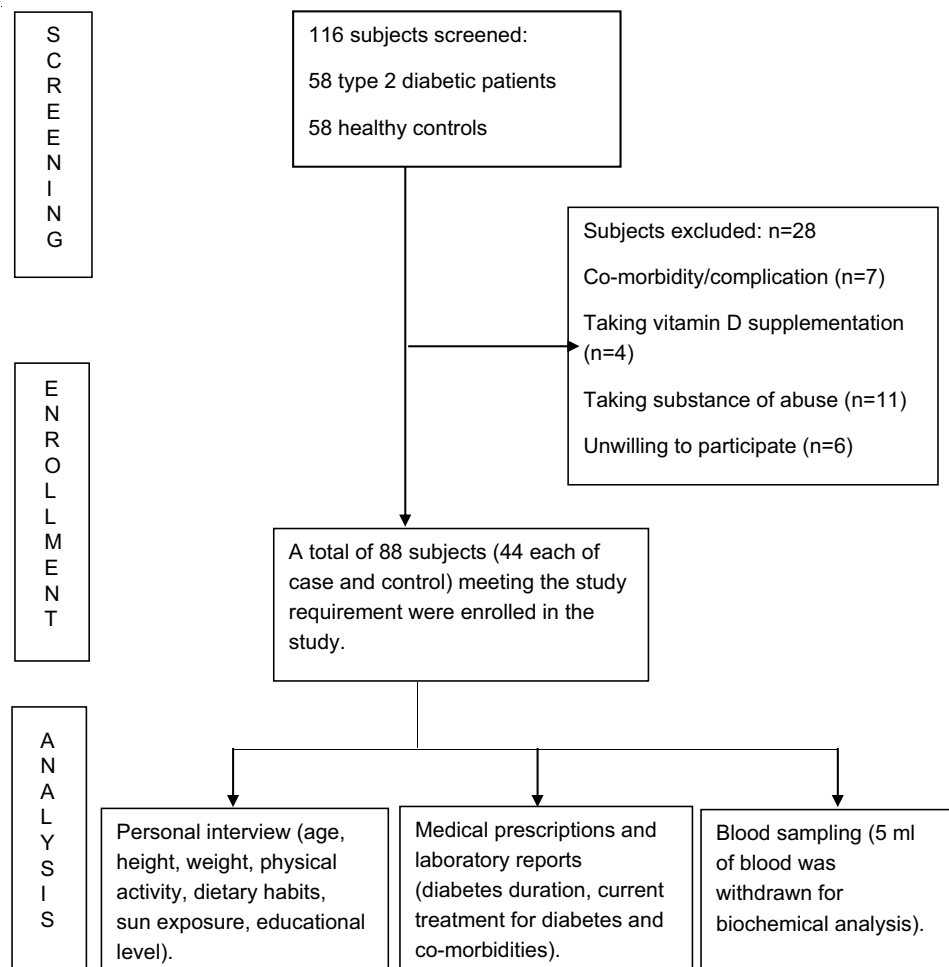 SCREENING
116 subjects screened:
58 type 2 diabetic patients
58 healthy controls
Subjects excluded: n=28
Co-morbidity/complication (n=7)
Taking vitamin D supplementation
(n=4)
Taking substance of abuse (n=11)
Unwilling to participate (n=6)
ENROLLMENT
A total of 88 subjects (44 each of
case and control) meeting the study
requirement were enrolled in the
study.
ANALYSIS
Personal interview (age,
height, weight, physical
activity, dietary habits,
sun exposure, educational
level).
Medical prescriptions and
laboratory reports
(diabetes duration, current
treatment for diabetes and
co-morbidities).
Blood sampling (5 ml
of blood was
withdrawn for
biochemical analysis).